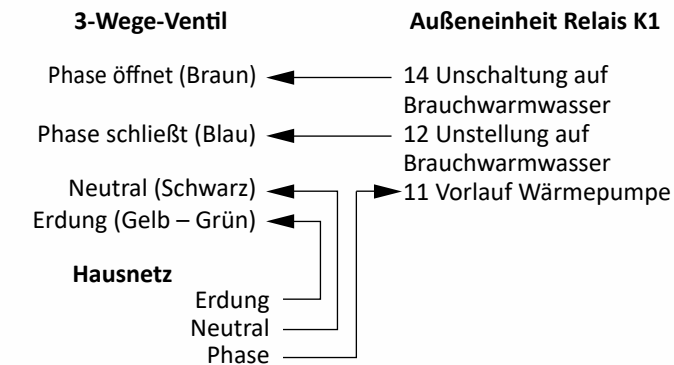 3-Wege-Ventil
Außeneinheit Relais K1
Phase öffnet (Braun)
14 Unschaltung auf
Brauchwarmwasser
Phase schließt (Blau)
12 Unstellung auf
Brauchwarmwasser
Neutral (Schwarz)
11 Vorlauf Wärmepumpe
Erdung (Gelb – Grün)
Hausnetz
Erdung
Neutral
Phase